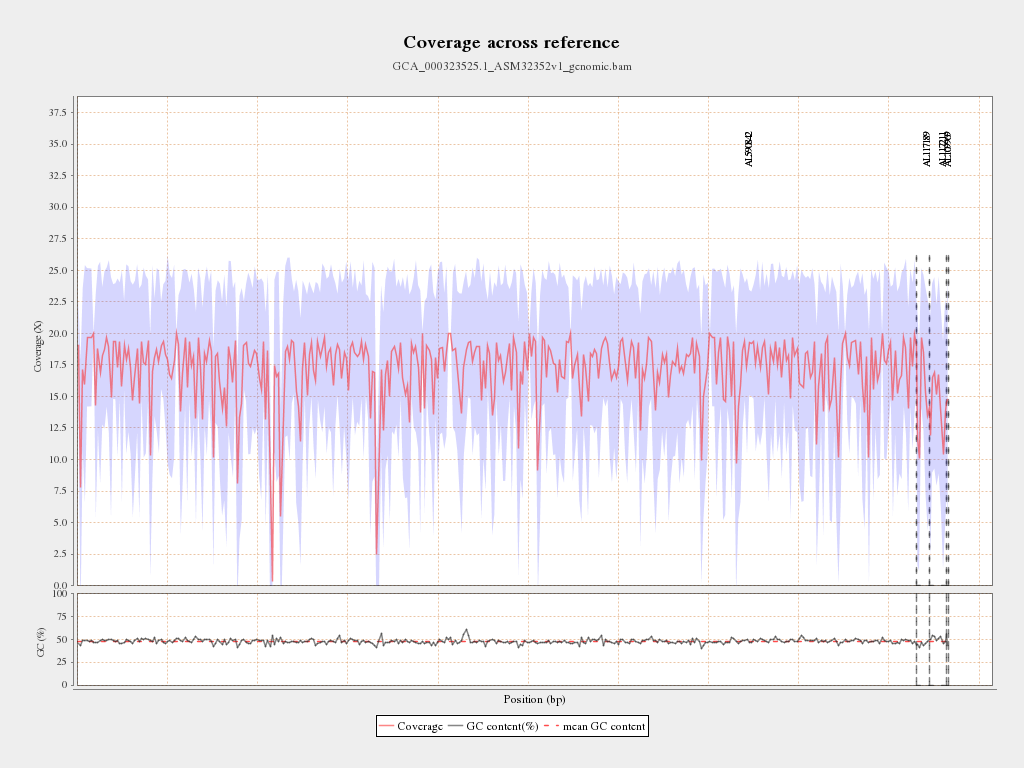 Coverage across reference
GCA_000323525.1_ASM32352v1_genomic.bam
37.5
35.0
32.5
30.0
27.5
25.0
22.5
20.0
17.5
15.0
12.5
10.0
7.5
5.0
2.5
0.0
Coverage (X)
AL590842
AL117189
AL117211
AL109969
100
75
50
25
0
GC (%)
Position (bp)
Coverage GC content(%) mean GC content